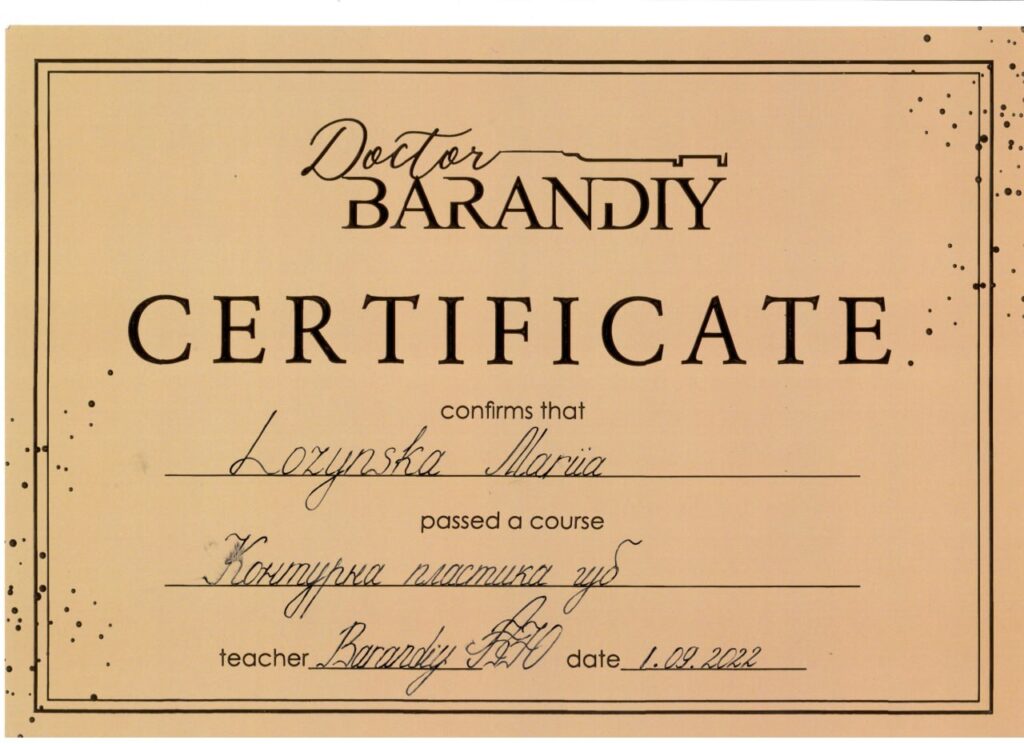 Doctor
BARANDIY
CERTIFICATE
confirms that
Lozynska Mariia
passed a course
Контурна пластика губ
teacher Barandiy date 1.09.2022